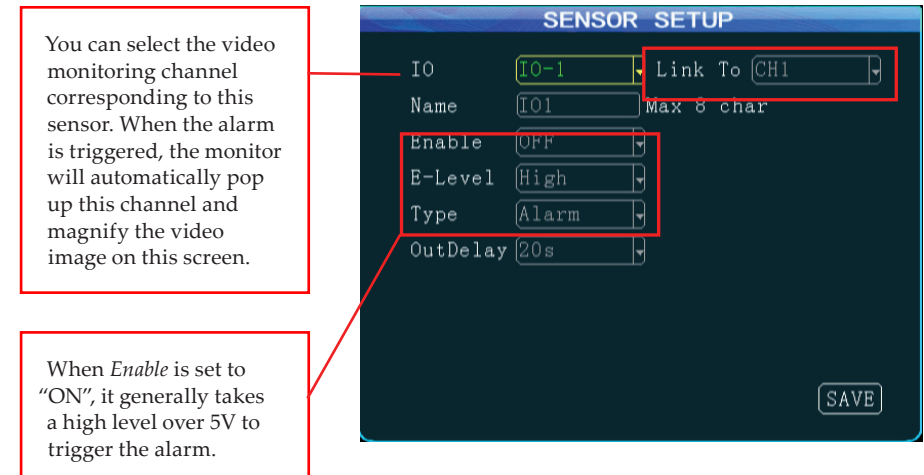 You can select the video
monitoring channel
corresponding to this
sensor. When the alarm
is triggered, the monitor
will automatically pop
up this channel and
magnify the video
image on this screen.
When Enable is set to
“ON”, it generally takes
a high level over 5V to
trigger the alarm.
SENSOR SETUP
IO IO-1 Link To CH1
Name IO1 Max 8 char
Enable OFF
E-Level High
Type Alarm
OutDelay 20s
SAVE